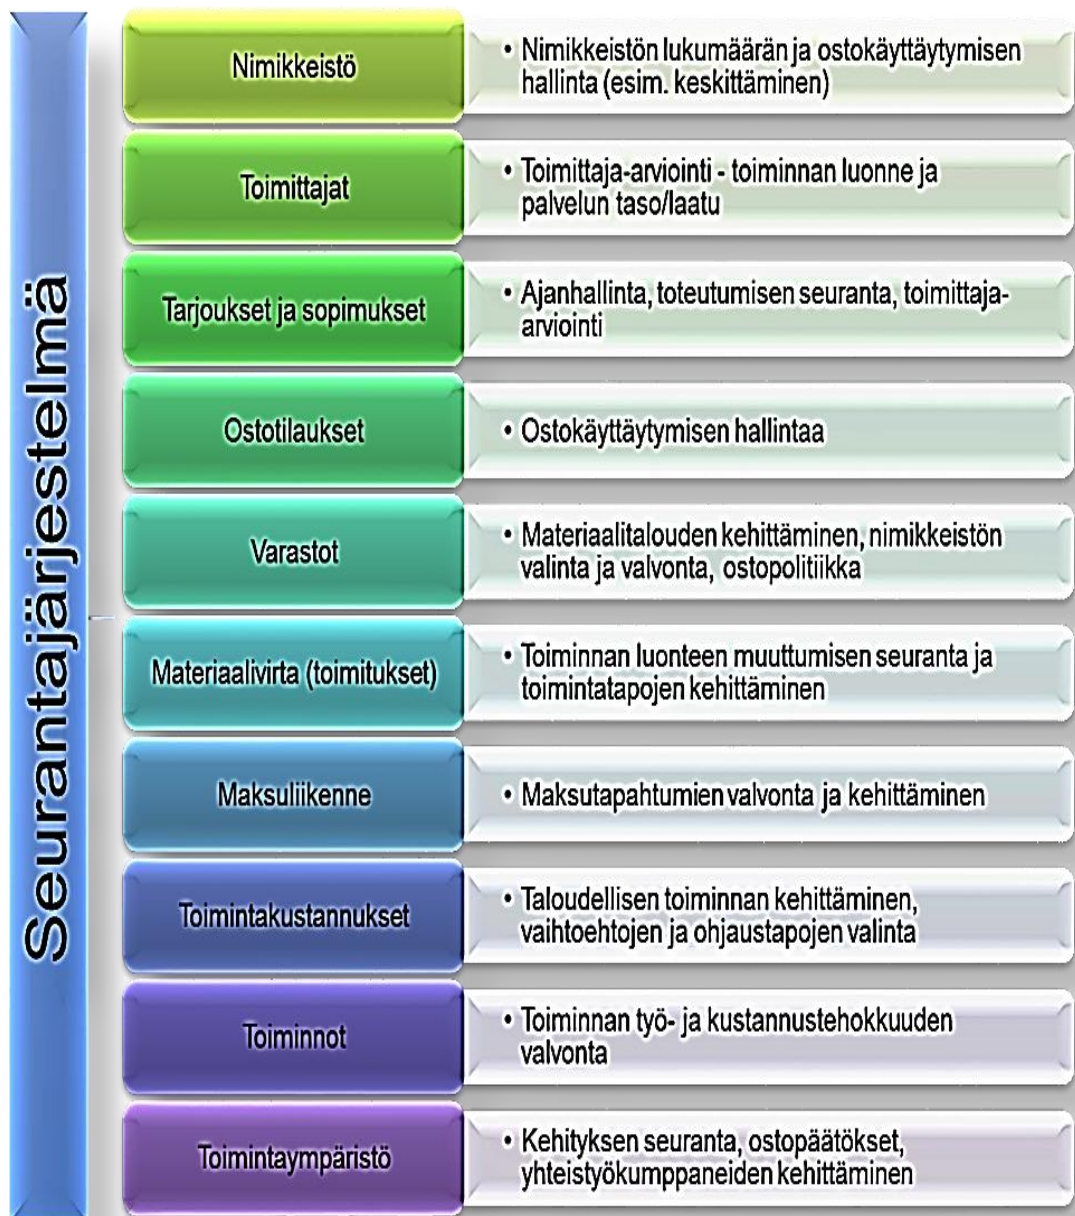 Seurantajärjestelmä
Nimikkeistö
• Nimikkeistön lukumäärän ja ostokäyttäytymisen
hallinta (esim. keskittäminen)
Toimittajat
• Toimittaja-arviointi - toiminnan luonne ja
palvelun taso/laatu
Tarjoukset ja sopimukset
• Ajanhallinta, toteutumisen seuranta, toimittaja-
arviointi
Ostotilaukset
• Ostokäyttäytymisen hallintaa
Varastot
• Materiaalitalouden kehittäminen, nimikkeistön
valinta ja valvonta, ostopolitiikka
Materiaalivirta (toimitukset)
• Toiminnan luonteen muuttumisen seuranta ja
toimintatapojen kehittäminen
Maksuliikenne
• Maksutapahtumien valvonta ja kehittäminen
Toimintakustannukset
• Taloudellisen toiminnan kehittäminen,
vaihtoehtojen ja ohjaustapojen valinta
Toiminnot
• Toiminnan työ- ja kustannustehokkuuden
valvonta
Toimintaympäristö
• Kehityksen seuranta, ostopäätökset,
yhteistyökumppaneiden kehittäminen